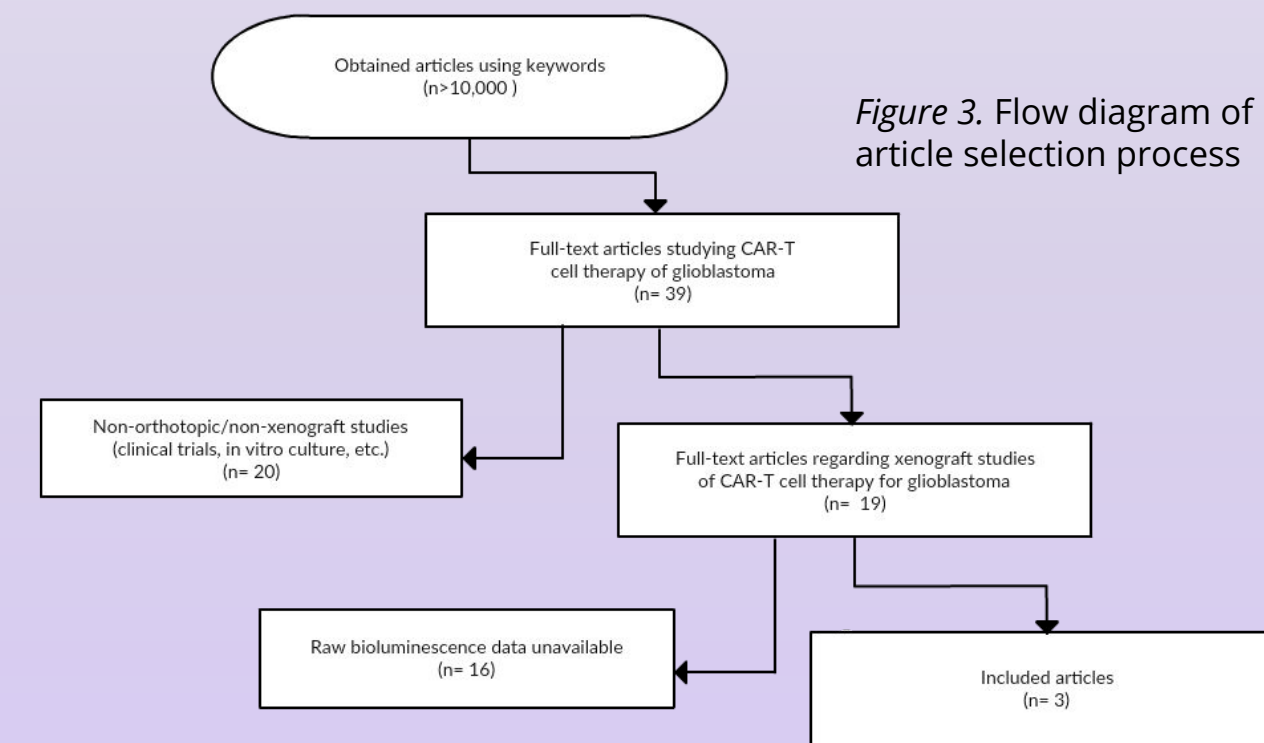 Obtained articles using keywords
(n>10,000 )
Figure 3. Flow diagram of
article selection process
Full-text articles studying CAR-T
cell therapy of glioblastoma
(n= 39)
Non-orthotopic/non-xenograft studies
(clinical trials, in vitro culture, etc.)
(n= 20)
Full-text articles regarding xenograft studies
of CAR-T cell therapy for glioblastoma
(n=  19)
Raw bioluminescence data unavailable
(n= 16)
Included articles
(n= 3)